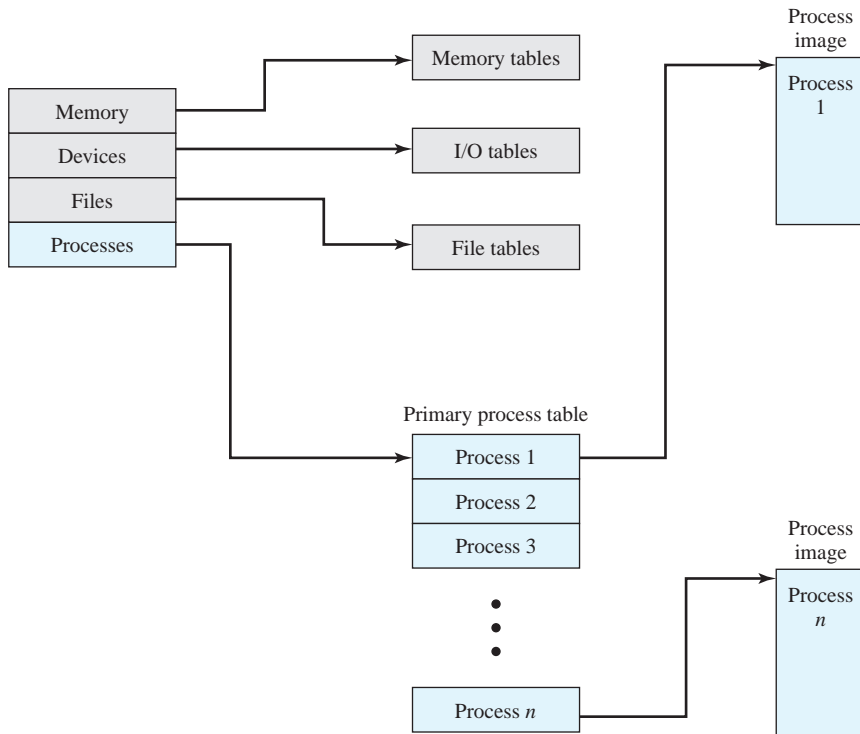 Process
image
Process
1
Memory tables
Memory
Devices
I/O tables
Files
Processes
File tables
Primary process table
Process 1
Process 2
Process 3
Process n
Process
image
Process
n